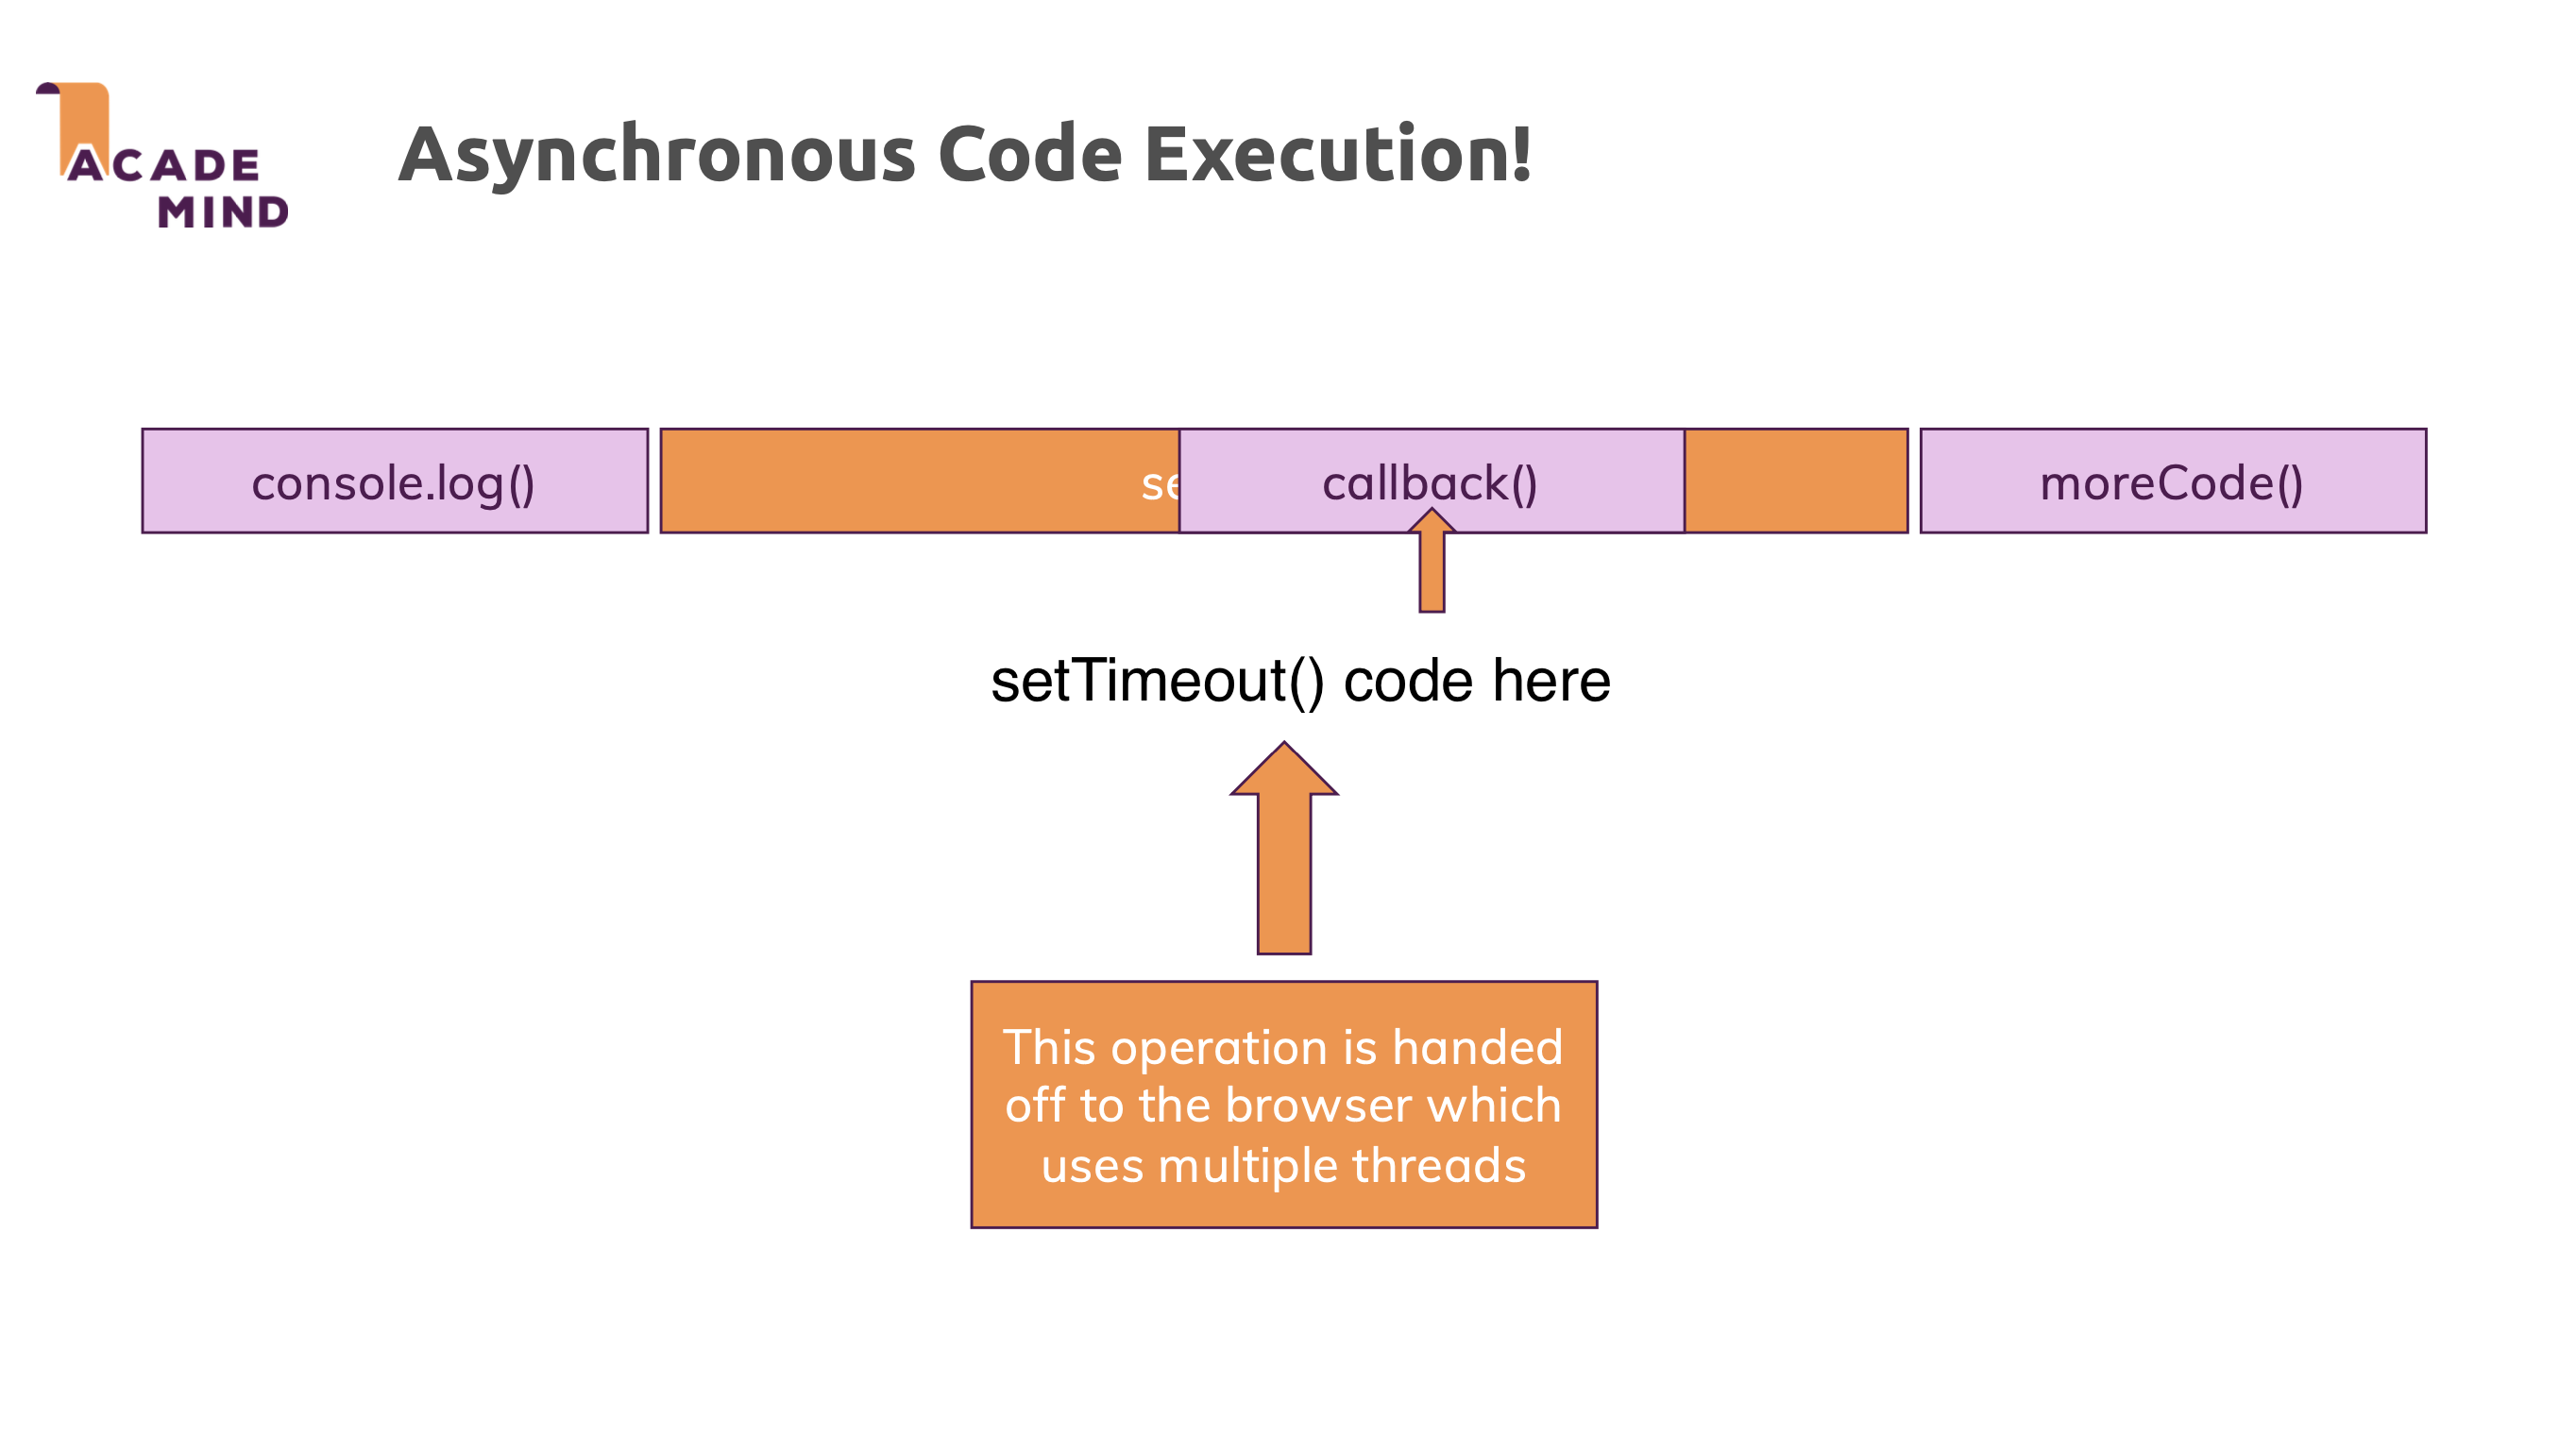 ACADE
MIND
Asynchronous Code Execution!
console.log()
callback()
moreCode()
setTimeout() code here
This operation is handed
off to the browser which
uses multiple threads